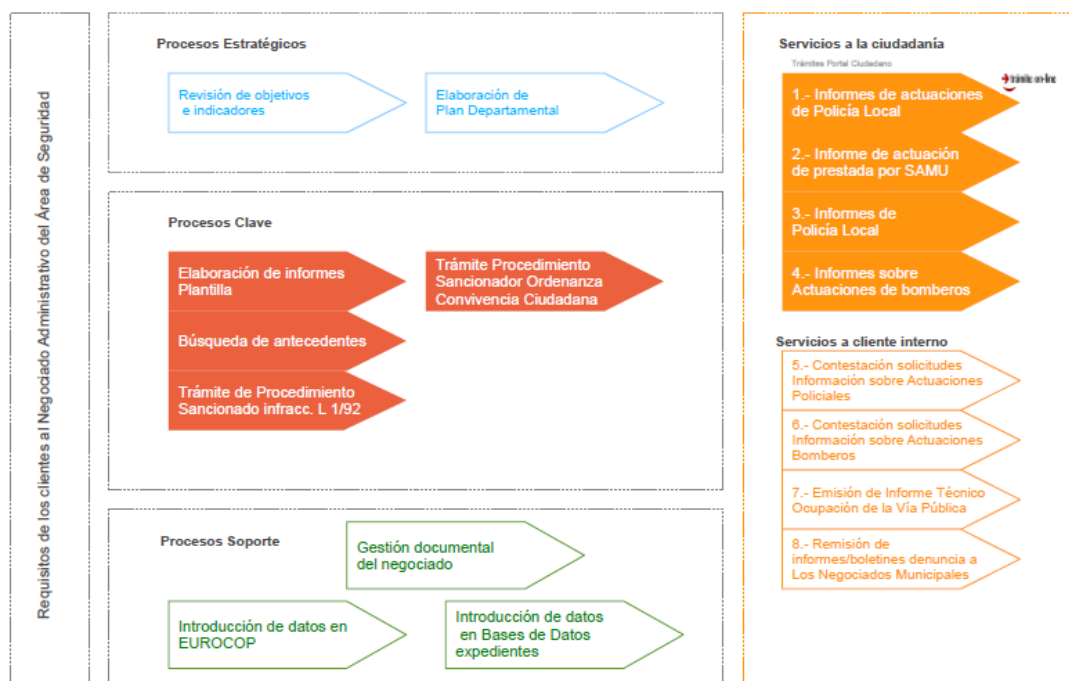 Requisitos de los clientes al Negociado Administrativo del Área de Seguridad
Procesos Estratégicos
Revisión de objetivos
e indicadores
Elaboración de
Plan Departamental
Procesos Clave
Elaboración de informes
Plantilla
Trámite Procedimiento
Sancionador Ordenanza
Convivencia Ciudadana
Búsqueda de antecedentes
Trámite de Procedimiento
Sancionado infracc. L 1/92
Procesos Soporte
Gestión documental
del negociado
Introducción de datos en
EUROCOP
Introducción de datos
en Bases de Datos
expedientes
Servicios a la ciudadanía
Trámites Portal Ciudadano
trámite on-line
1.- Informes de actuaciones
de Policía Local
2.- Informe de actuación
de prestada por SAMU
3.- Informes de
Policía Local
4.- Informes sobre
Actuaciones de bomberos
Servicios a cliente interno
5.- Contestación solicitudes
Información sobre Actuaciones
Policiales
6.- Contestación solicitudes
Información sobre Actuaciones
Bomberos
7.- Emisión de Informe Técnico
Ocupación de la Vía Pública
8.- Remisión de
informes/boletines denuncia a
Los Negociados Municipales